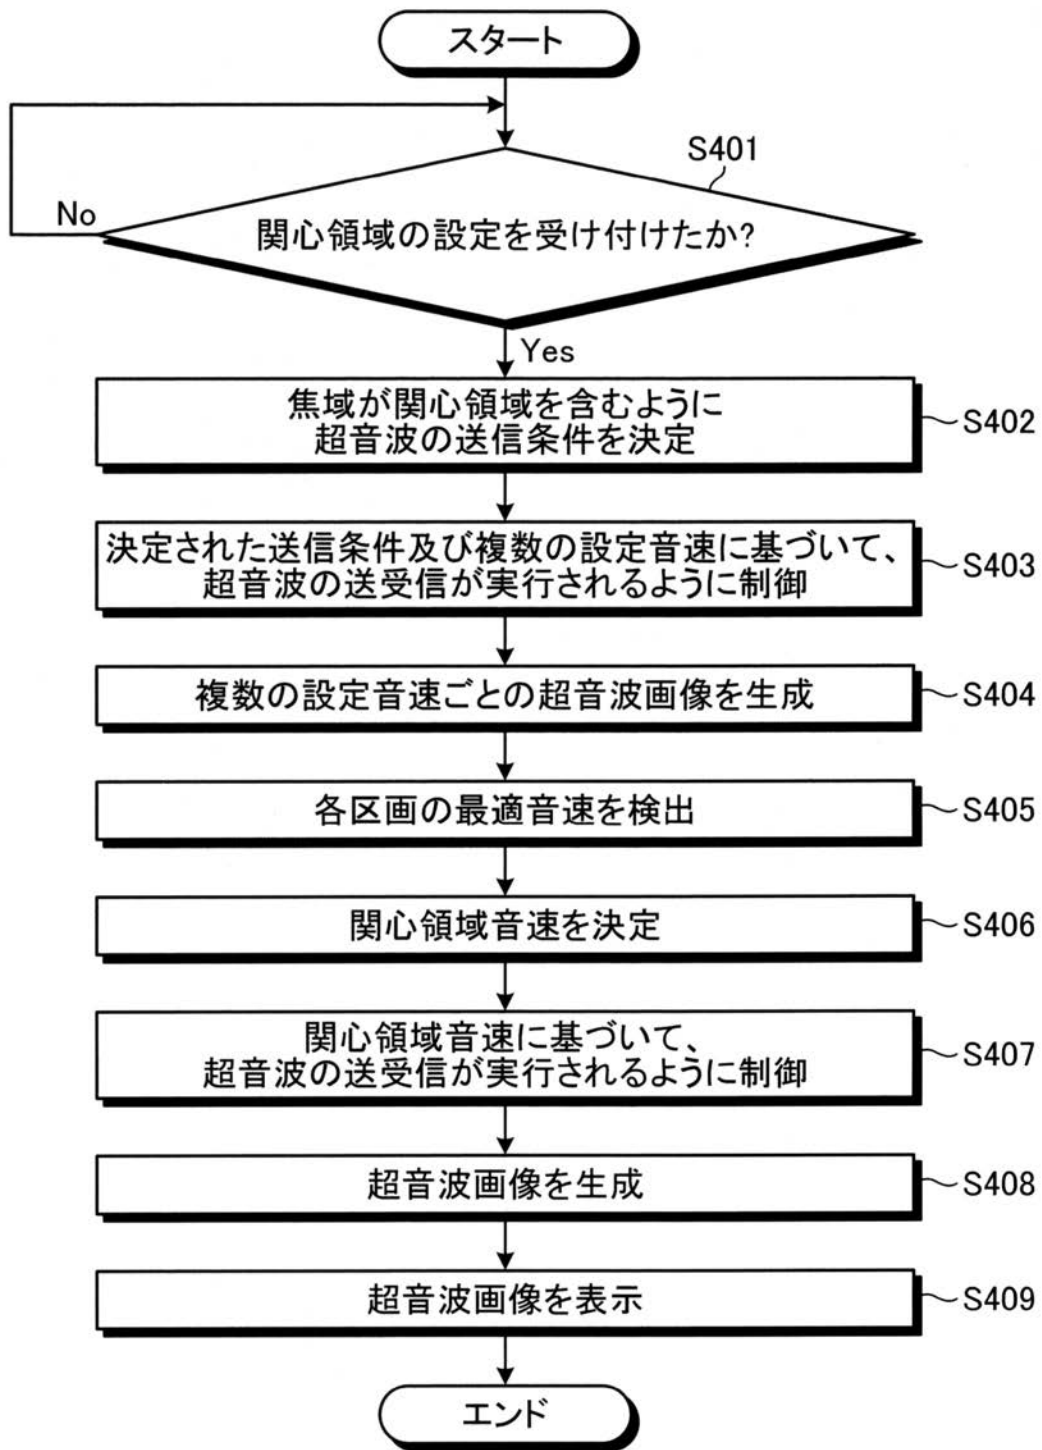 スタート
S401
No
関心領域の設定を受け付けたか?
Yes
焦域が関心領域を含むように
超音波の送信条件を決定
S402
決定された送信条件及び複数の設定音速に基づいて、
超音波の送受信が実行されるように制御
S403
複数の設定音速ごとの超音波画像を生成
S404
各区画の最適音速を検出
S405
関心領域音速を決定
S406
関心領域音速に基づいて、
超音波の送受信が実行されるように制御
S407
超音波画像を生成
S408
超音波画像を表示
S409
エンド